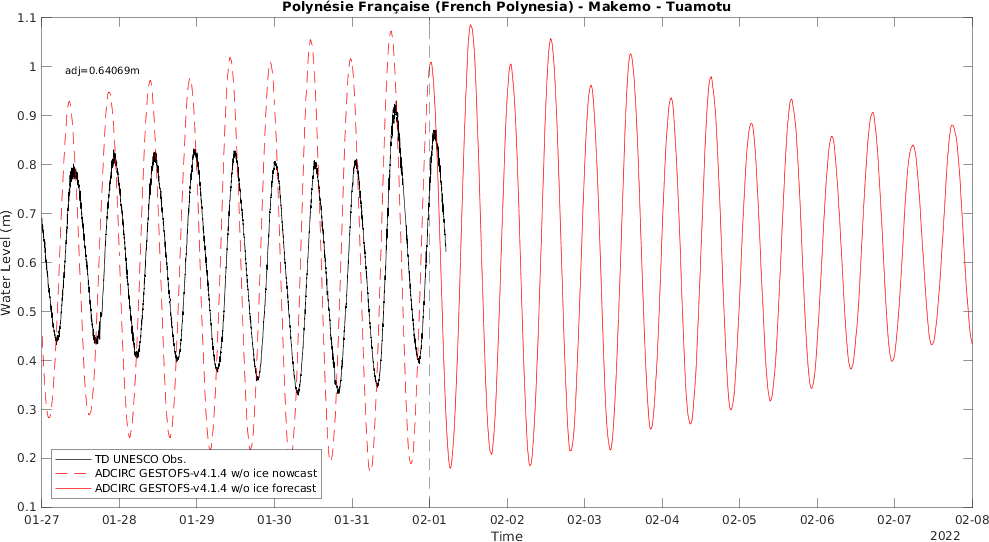 Polynésie Française (French Polynesia) - Makemo - Tuamotu
1.1
1
adj=0.64069m
0.9
0.8
0.7
0.6
0.5
0.4
0.3
0.2
0.1
Water Level (m)
TD UNESCO Obs.
ADCIRC GESTOFS-v4.1.4 w/o ice nowcast
ADCIRC GESTOFS-v4.1.4 w/o ice forecast
01-27 01-28 01-29 01-30 01-31 02-01 02-02 02-03 02-04 02-05 02-06 02-07 02-08
Time
2022